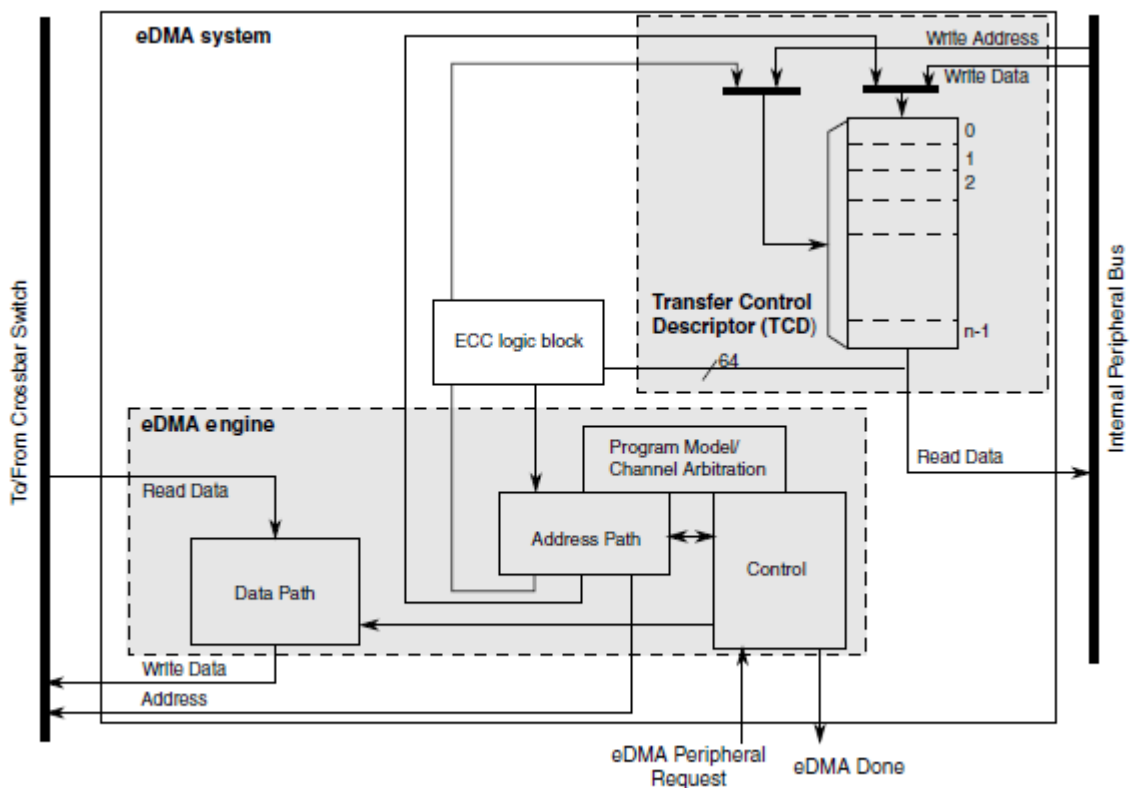 eDMA system
Write Address
Write Data
0
1
2
n-1
Transfer Control
Descriptor (TCD)
64
ECC logic block
To/From Crossbar Switch
Internal Peripheral Bus
eDMA engine
Program Model/
Channel Arbitration
Read Data
Read Data
Address Path
Control
Data Path
Write Data
Address
eDMA Peripheral
Request
eDMA Done